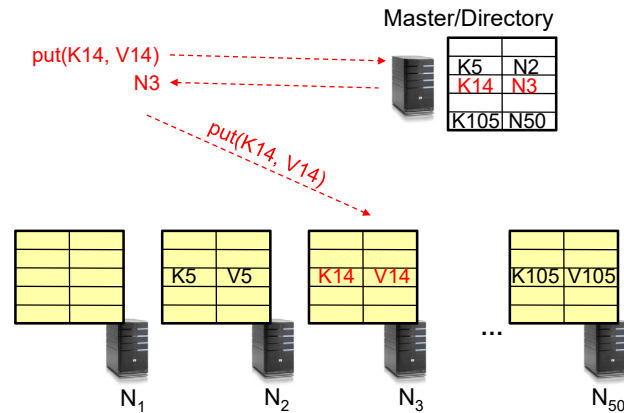 Master/Directory
put(K14, V14)
N3
K5 N2
K14 N3
K105 N50
put(K14, V14)
K5 V5
K14 V14
K105 V105
...
N₁
N₂
N₃
N₅₀